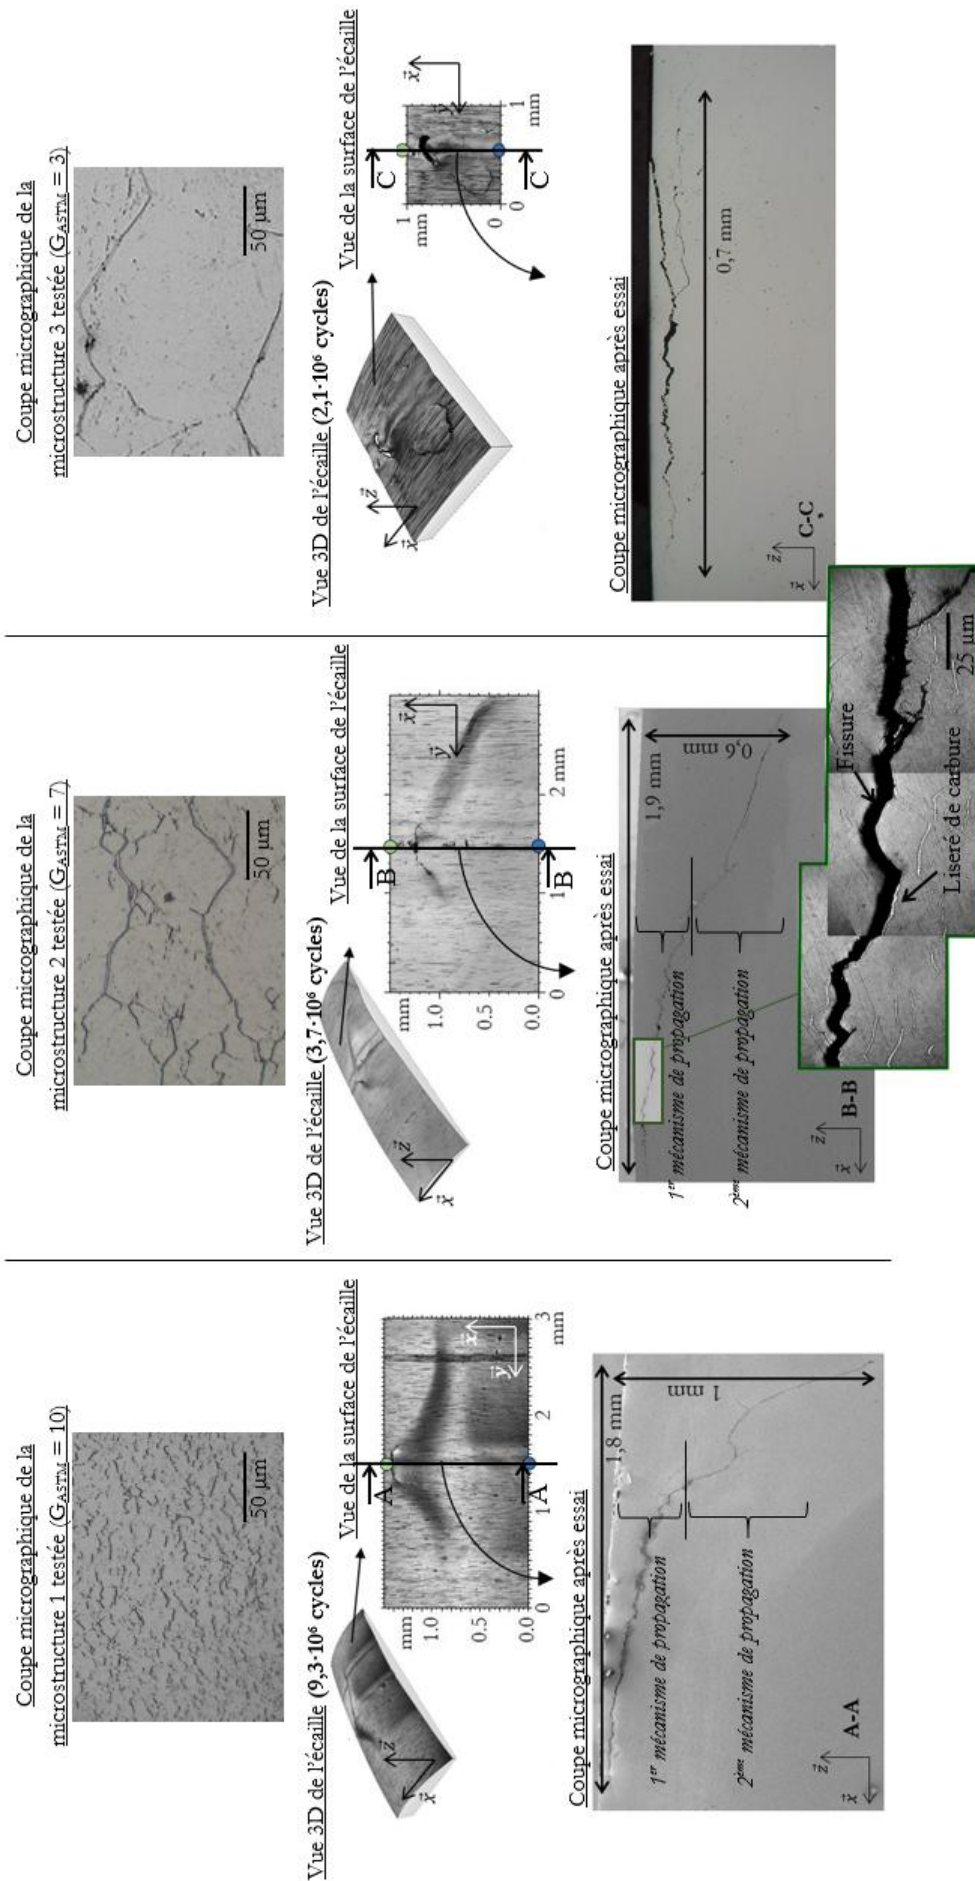 Coupe micrographique de la
microstructure 1 testée (G_ASTM = 10)
50 µm
Vue 3D de l'écaille (9,3·10⁶ cycles)
z
x
Vue de la surface de l'écaille
mm
1.0
0.5
0.0
0
1
2
3
mm
A
A
x
y
Coupe micrographique après essai
1,8 mm
1 mm
1er mécanisme de propagation
2ème mécanisme de propagation
z
x
A-A
Coupe micrographique de la
microstructure 2 testée (G_ASTM = 7)
50 µm
Vue 3D de l'écaille (3,7·10⁶ cycles)
z
x
Vue de la surface de l'écaille
mm
1.0
0.5
0.0
0
1
2 mm
B
B
x
y
Coupe micrographique après essai
1,9 mm
0,6 mm
1er mécanisme de propagation
2ème mécanisme de propagation
z
x
B-B
Fissure
Liseré de carbure
25 µm
Coupe micrographique de la
microstructure 3 testée (G_ASTM = 3)
50 µm
Vue 3D de l'écaille (2,1·10⁶ cycles)
z
x
Vue de la surface de l'écaille
1
mm
0
0
1
mm
C
C
x
y
Coupe micrographique après essai
0,7 mm
z
x
C-C